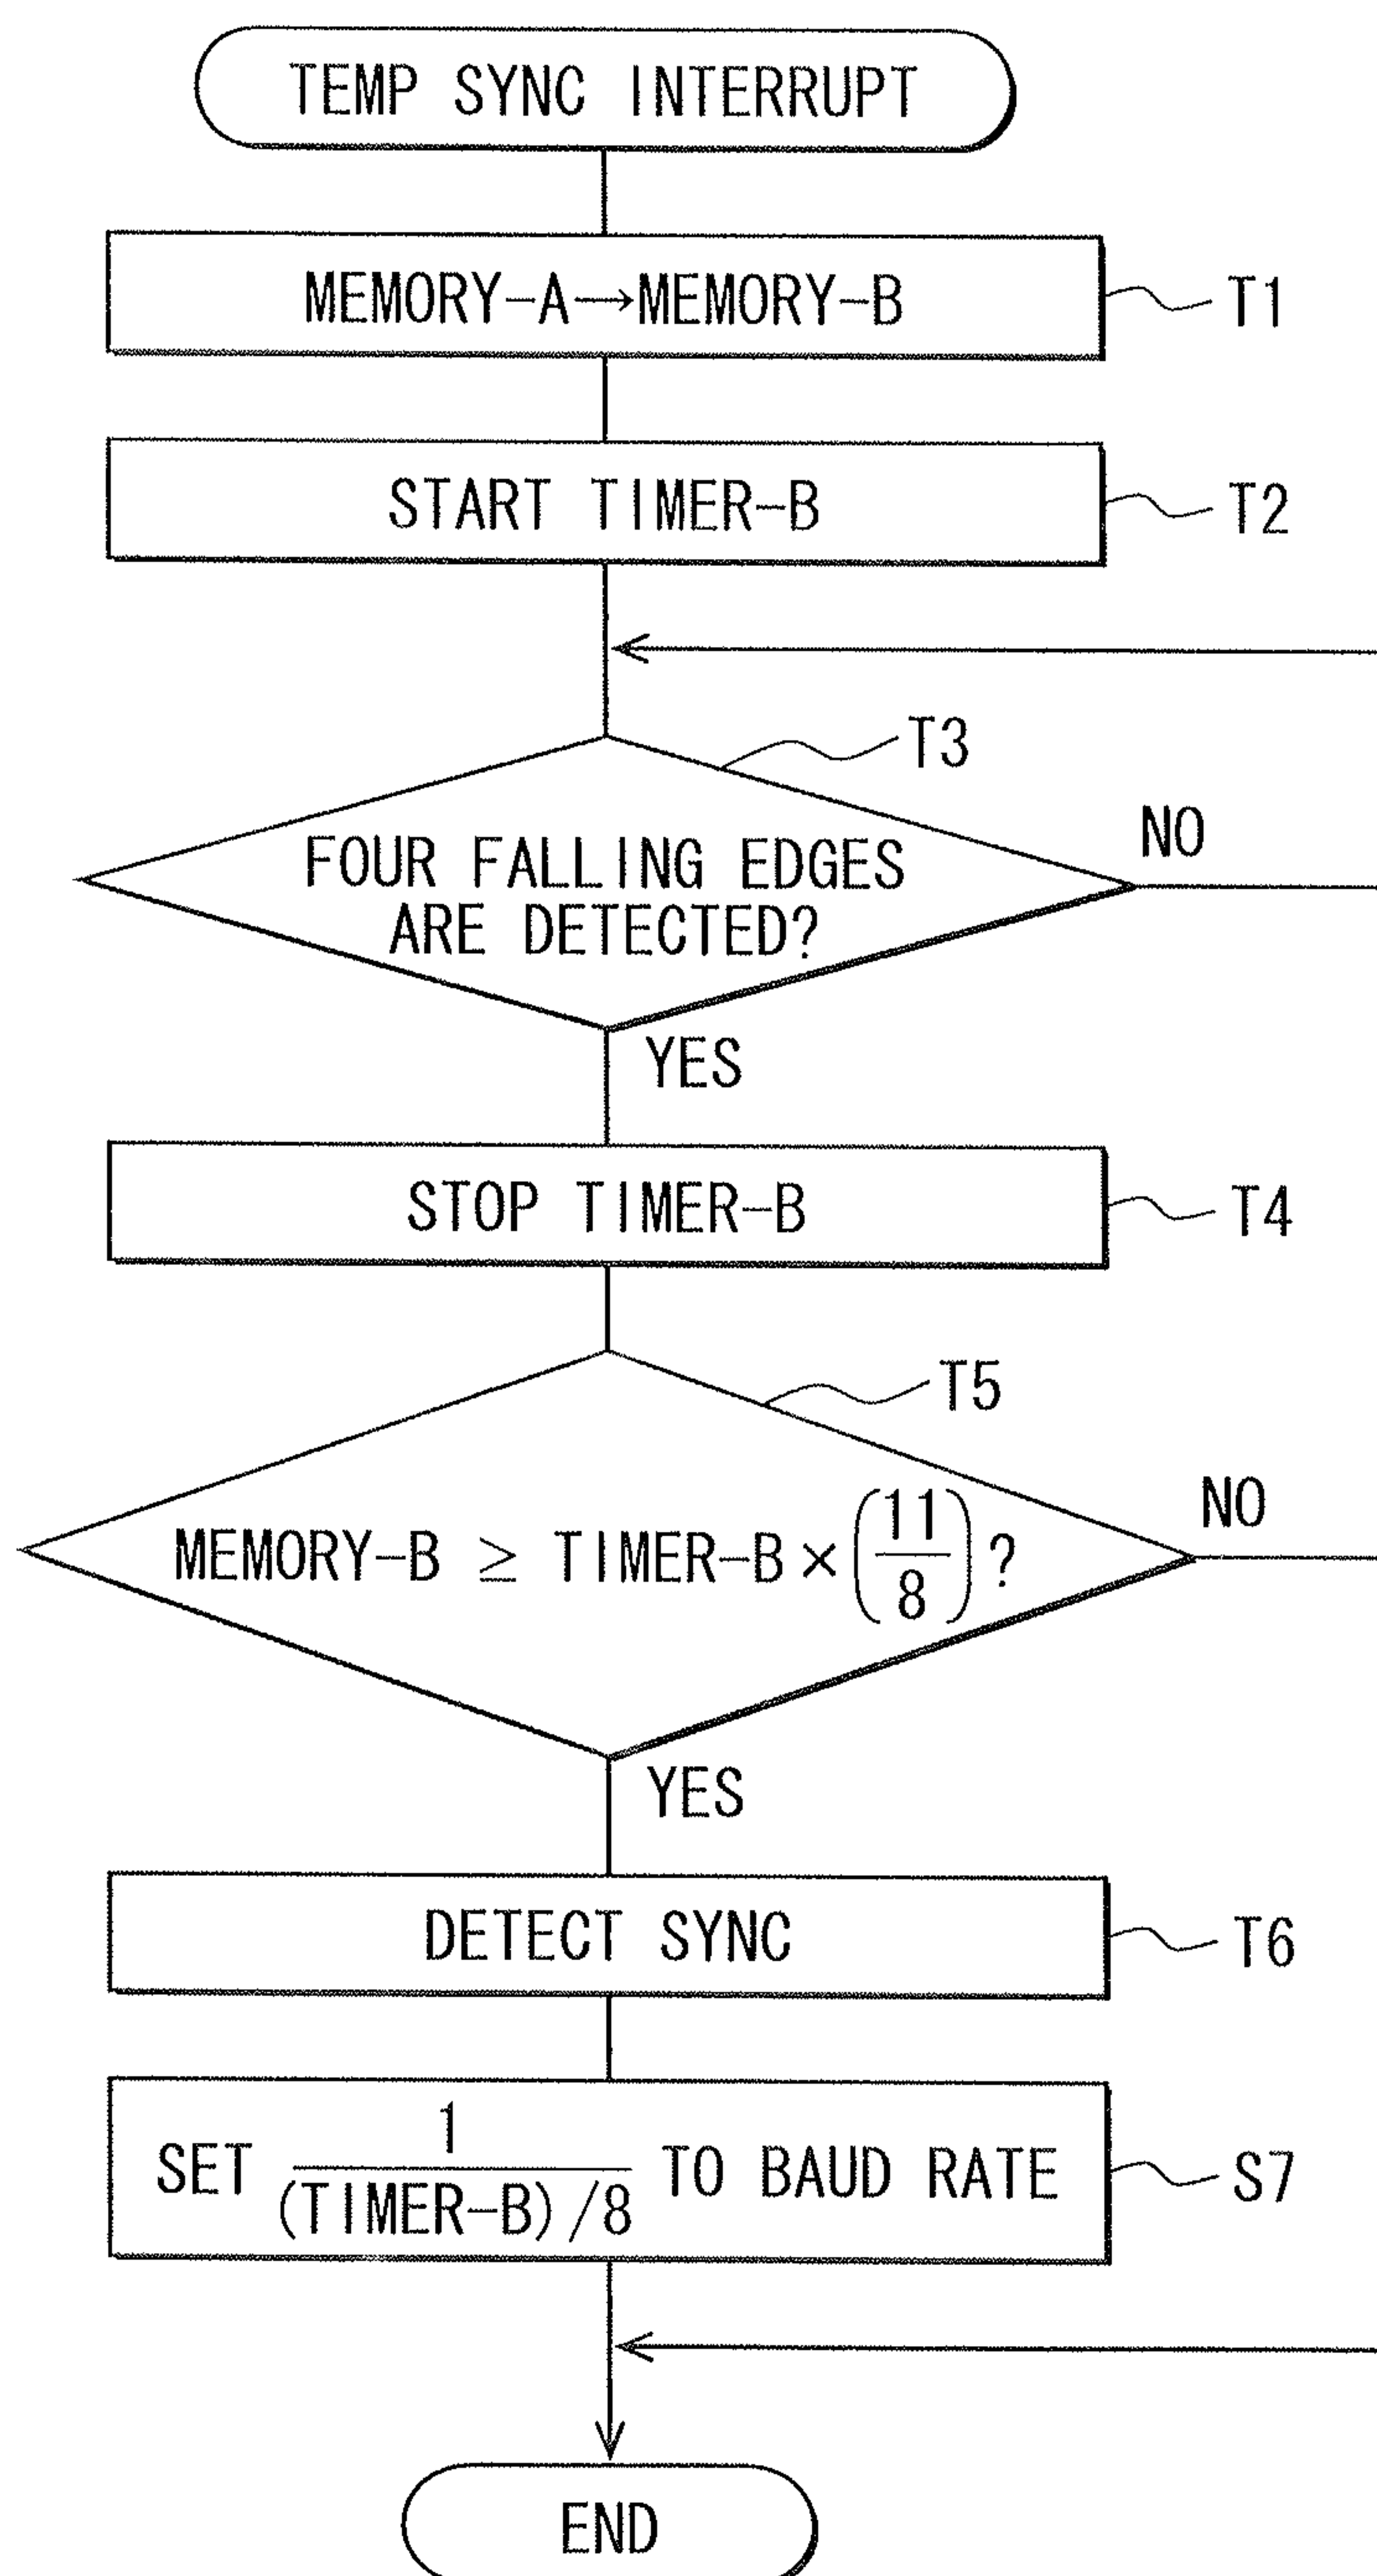 TEMP SYNC INTERRUPT
MEMORY-A→MEMORY-B
T1
START TIMER-B
T2
T3
FOUR FALLING EDGES
ARE DETECTED?
NO
YES
STOP TIMER-B
T4
T5
MEMORY-B ≥ TIMER-B×(11/8)?
NO
YES
DETECT SYNC
T6
SET 1/(TIMER-B)/8 TO BAUD RATE
S7
END